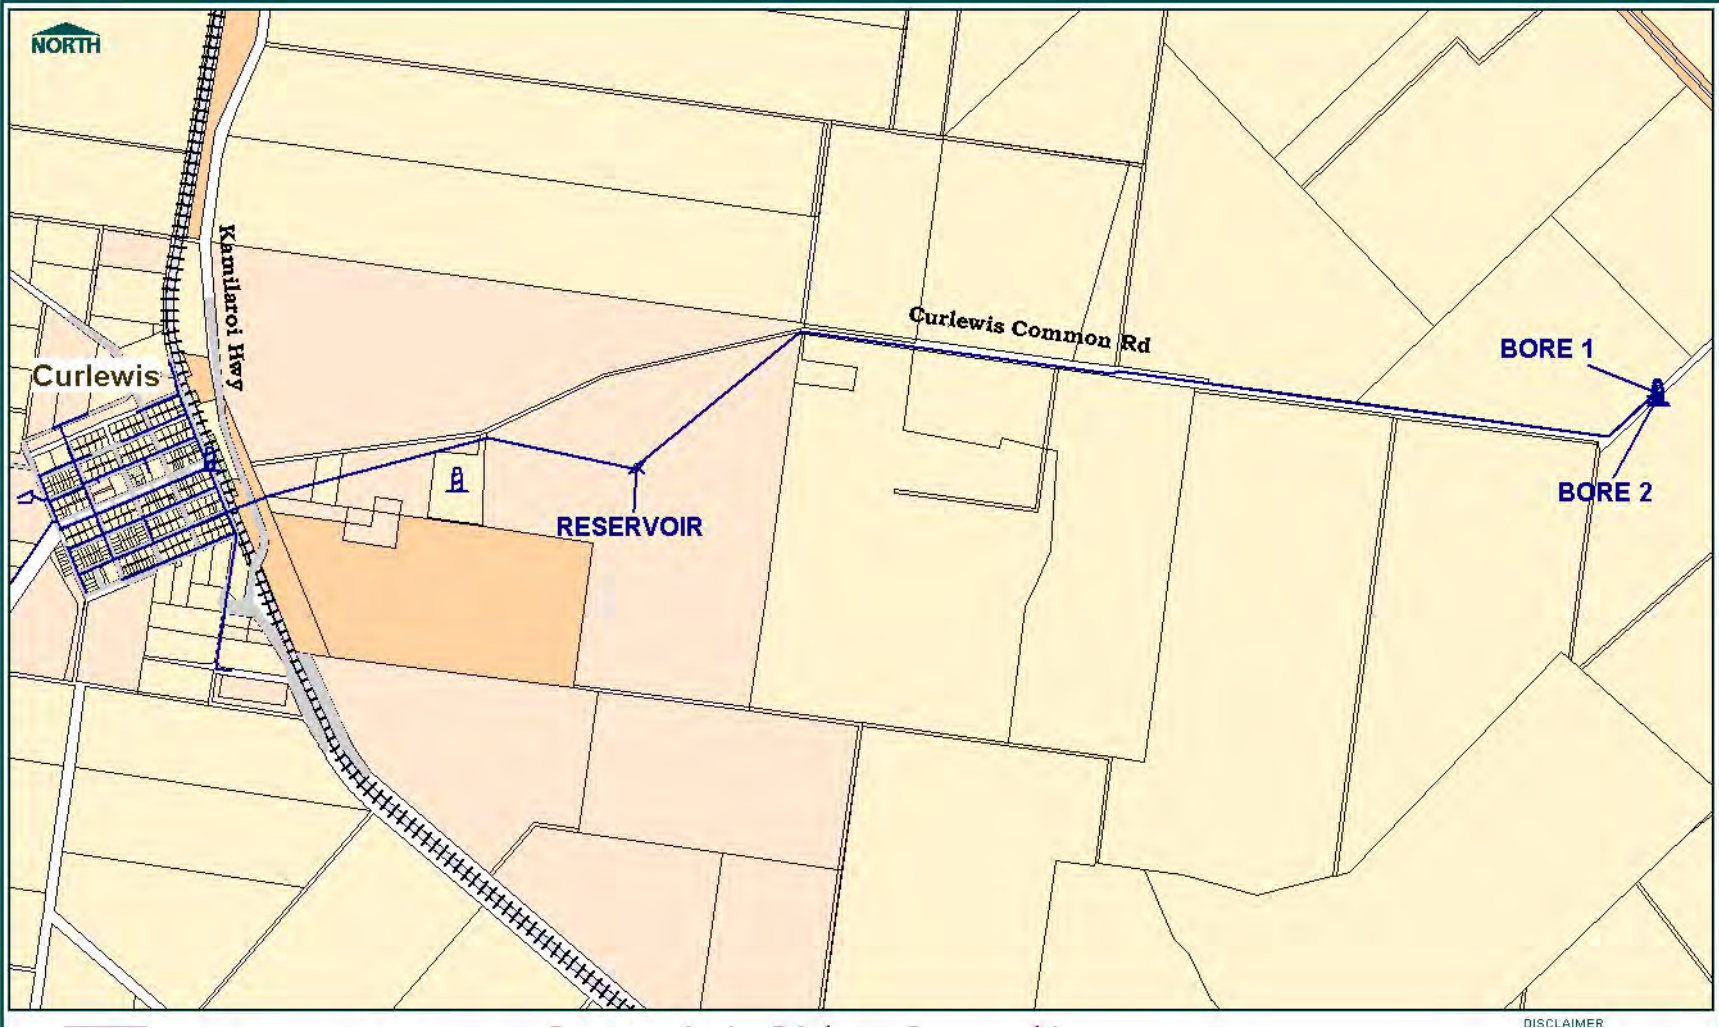 NORTH
Kamilaroi Hwy
Curlewis Common Rd
BORE 1
Curlewis
BORE 2
RESERVOIR
DISCLAIMER